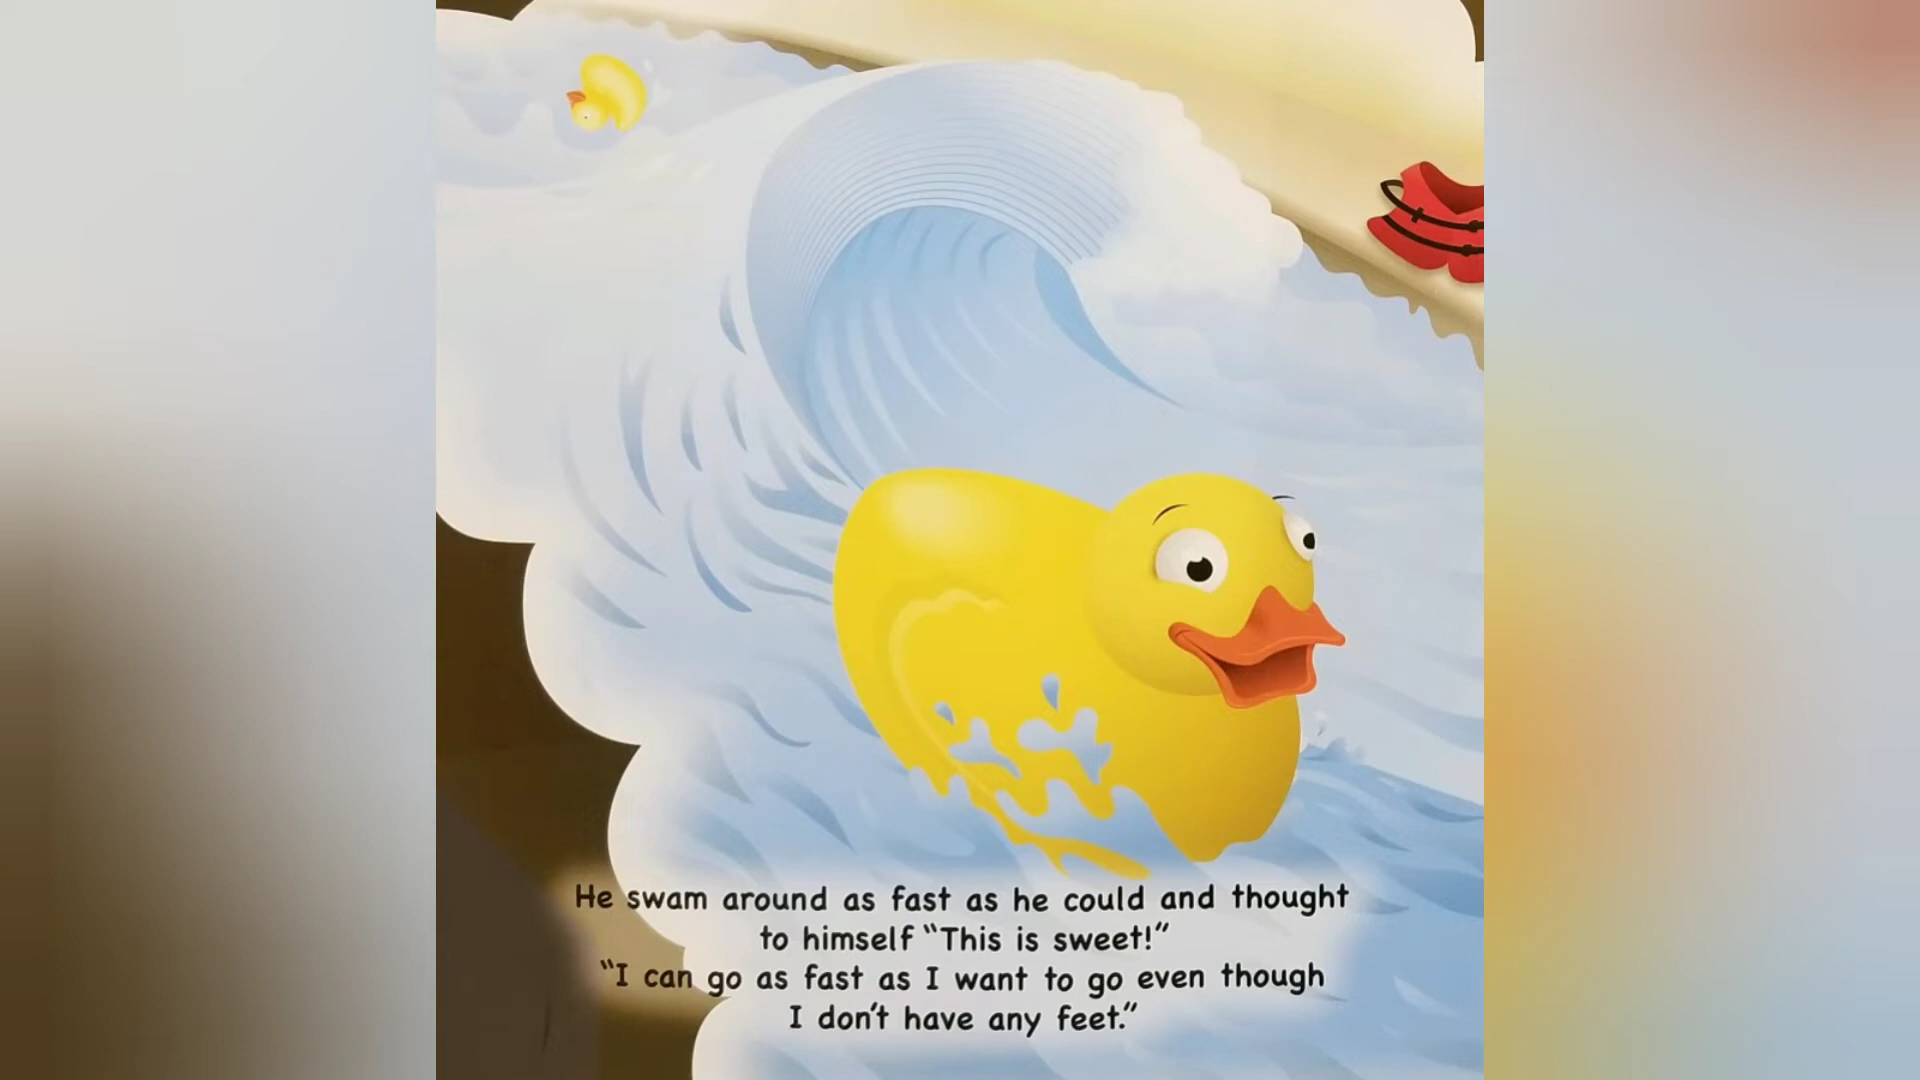 He swam around as fast as he could and thought
to himself “This is sweet!”
“I can go as fast as I want to go even though
I don’t have any feet.”